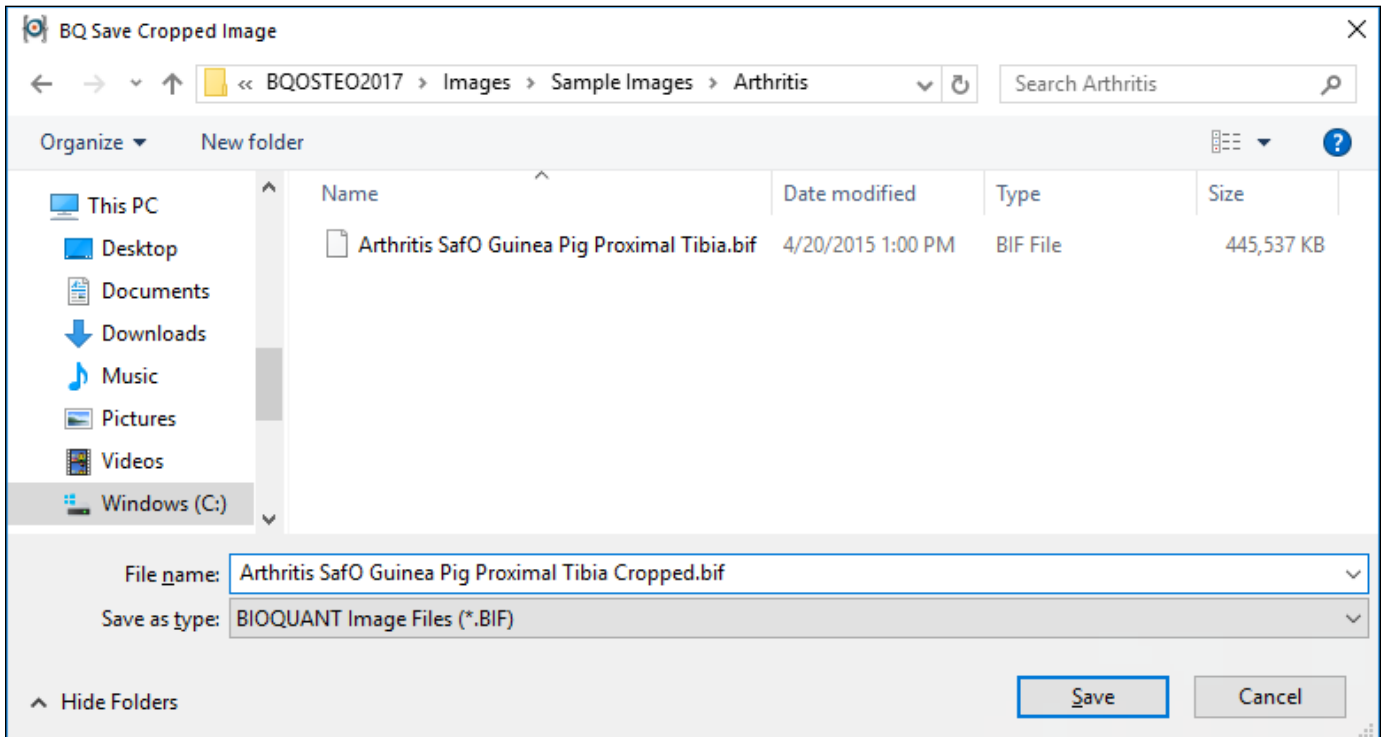 BQ Save Cropped Image
« BQOSTEO2017 > Images > Sample Images > Arthritis Search Arthritis
Organize New folder ?
This PC
Desktop
Documents
Downloads
Music
Pictures
Videos
Windows (C:)
Name Date modified Type Size
Arthritis SafO Guinea Pig Proximal Tibia.bif 4/20/2015 1:00 PM BIF File 445,537 KB
File name: Arthritis SafO Guinea Pig Proximal Tibia Cropped.bif
Save as type: BIOQUANT Image Files (*.BIF)
Hide Folders Save Cancel